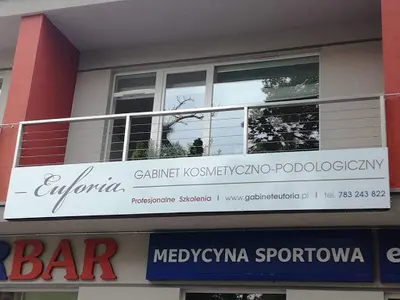 Euforia
GABINET KOSMETYCZNO-PODOLOGICZNY
Profesjonalne Szkolenia | www.gabineteuforia.pl | tel. 783 243 822
BAR
MEDYCYNA SPORTOWA